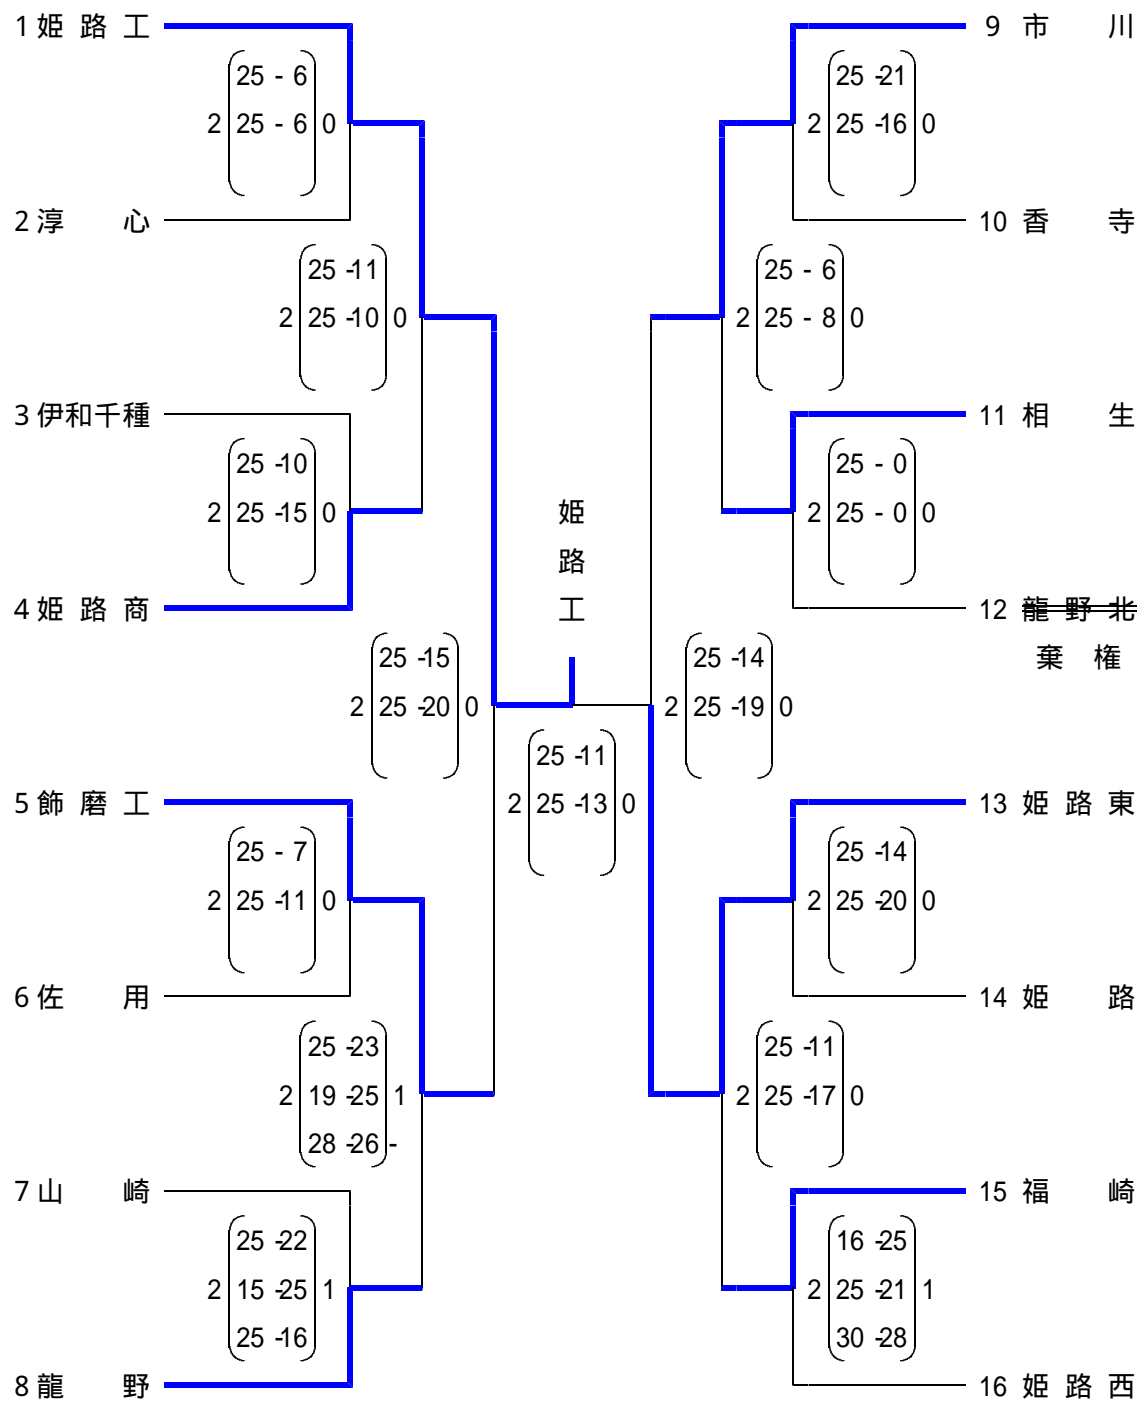 1 姫 路 工
25 - 6
2 25 - 6 0
2 淳 心
25 -11
2 25 -10 0
3 伊和千種
25 -10
2 25 -15 0
4 姫 路 商
25 -15
2 25 -20 0
5 飾 磨 工
25 - 7
2 25 -11 0
6 佐 用
25 -23
2 19 -25 1
28 -26 -
7 山 崎
25 -22
2 15 -25 1
25 -16
8 龍 野
姫
路
工
25 -11
2 25 -13 0
9 市 川
25 -21
2 25 -16 0
10 香 寺
25 - 6
2 25 - 8 0
11 相 生
25 - 0
2 25 - 0 0
12 龍 野 北
棄 権
25 -14
2 25 -19 0
13 姫 路 東
25 -14
2 25 -20 0
14 姫 路
25 -11
2 25 -17 0
15 福 崎
16 -25
2 25 -21 1
30 -28
16 姫 路 西